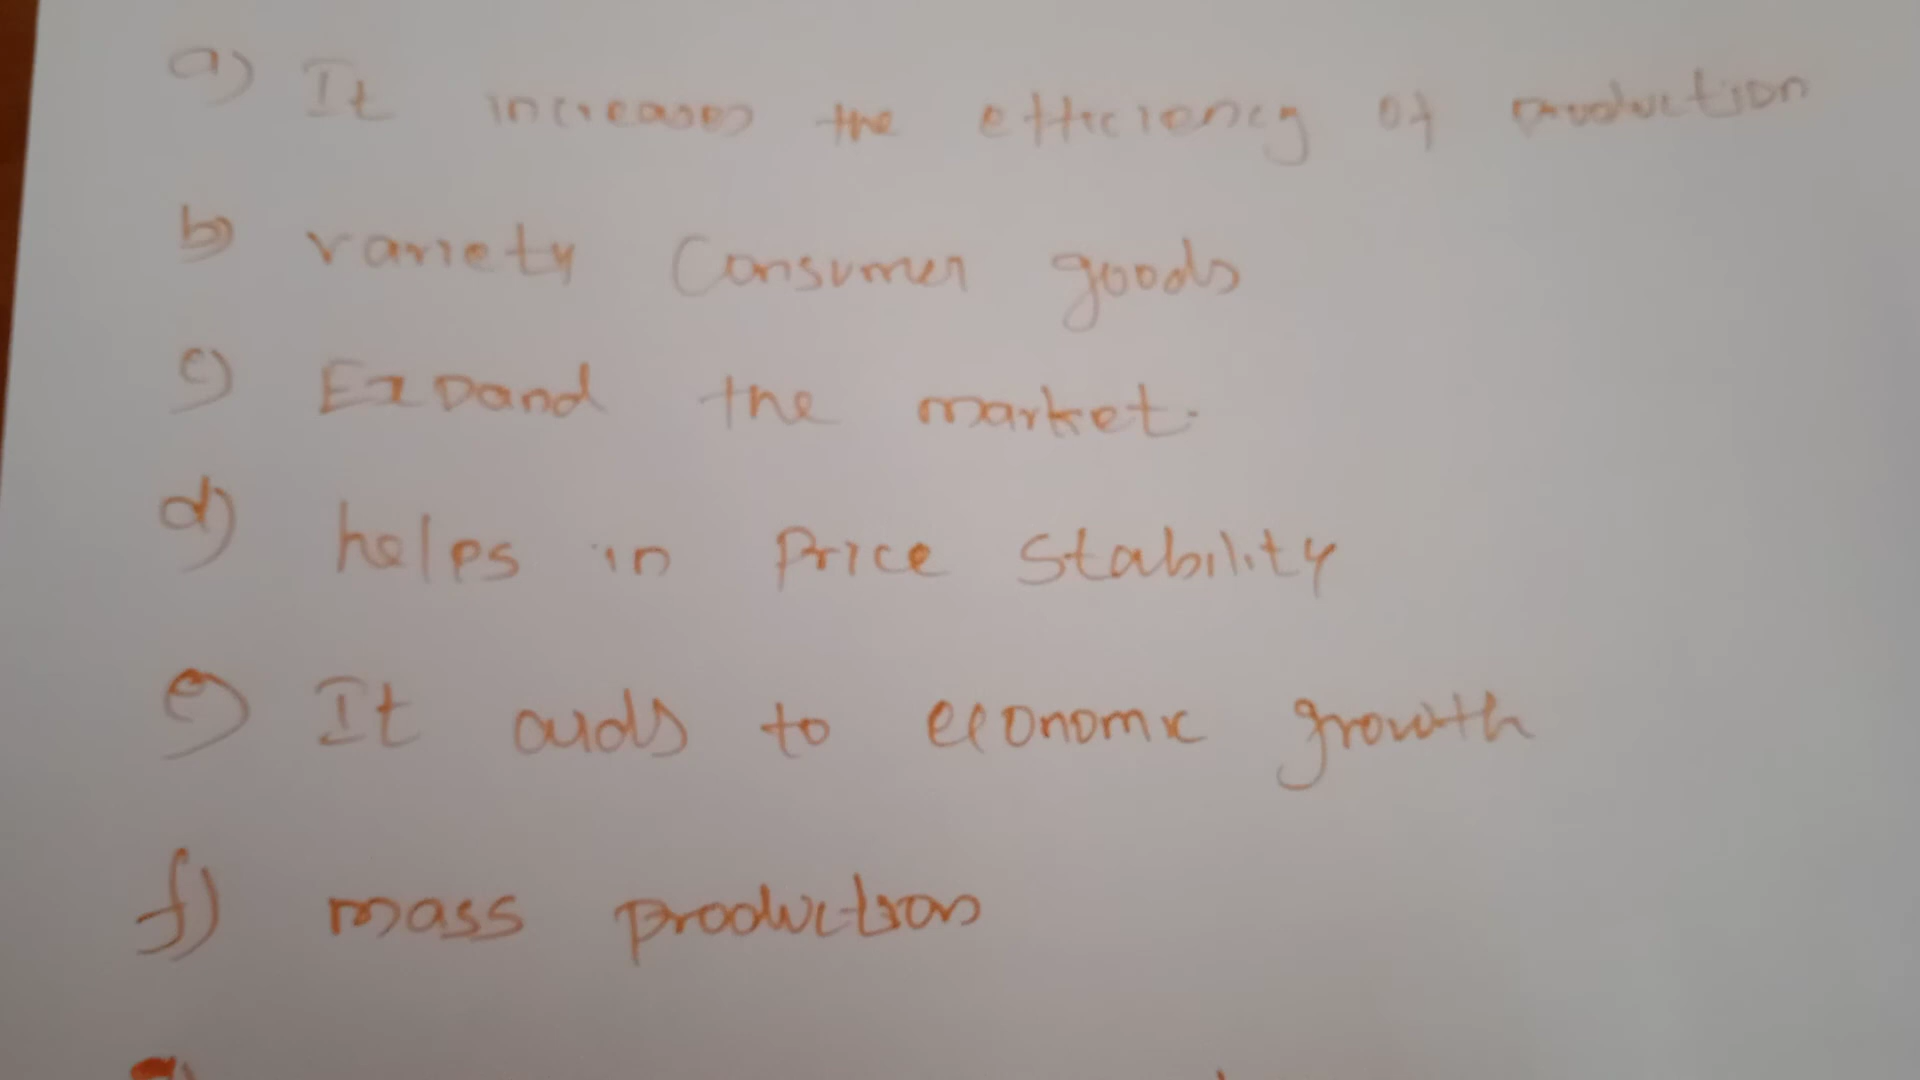 a) It increases the efficiency of production
b) variety Consumer goods
c) Expand the market.
d) helps in Price Stability
e) It aids to economic growth
f) mass production